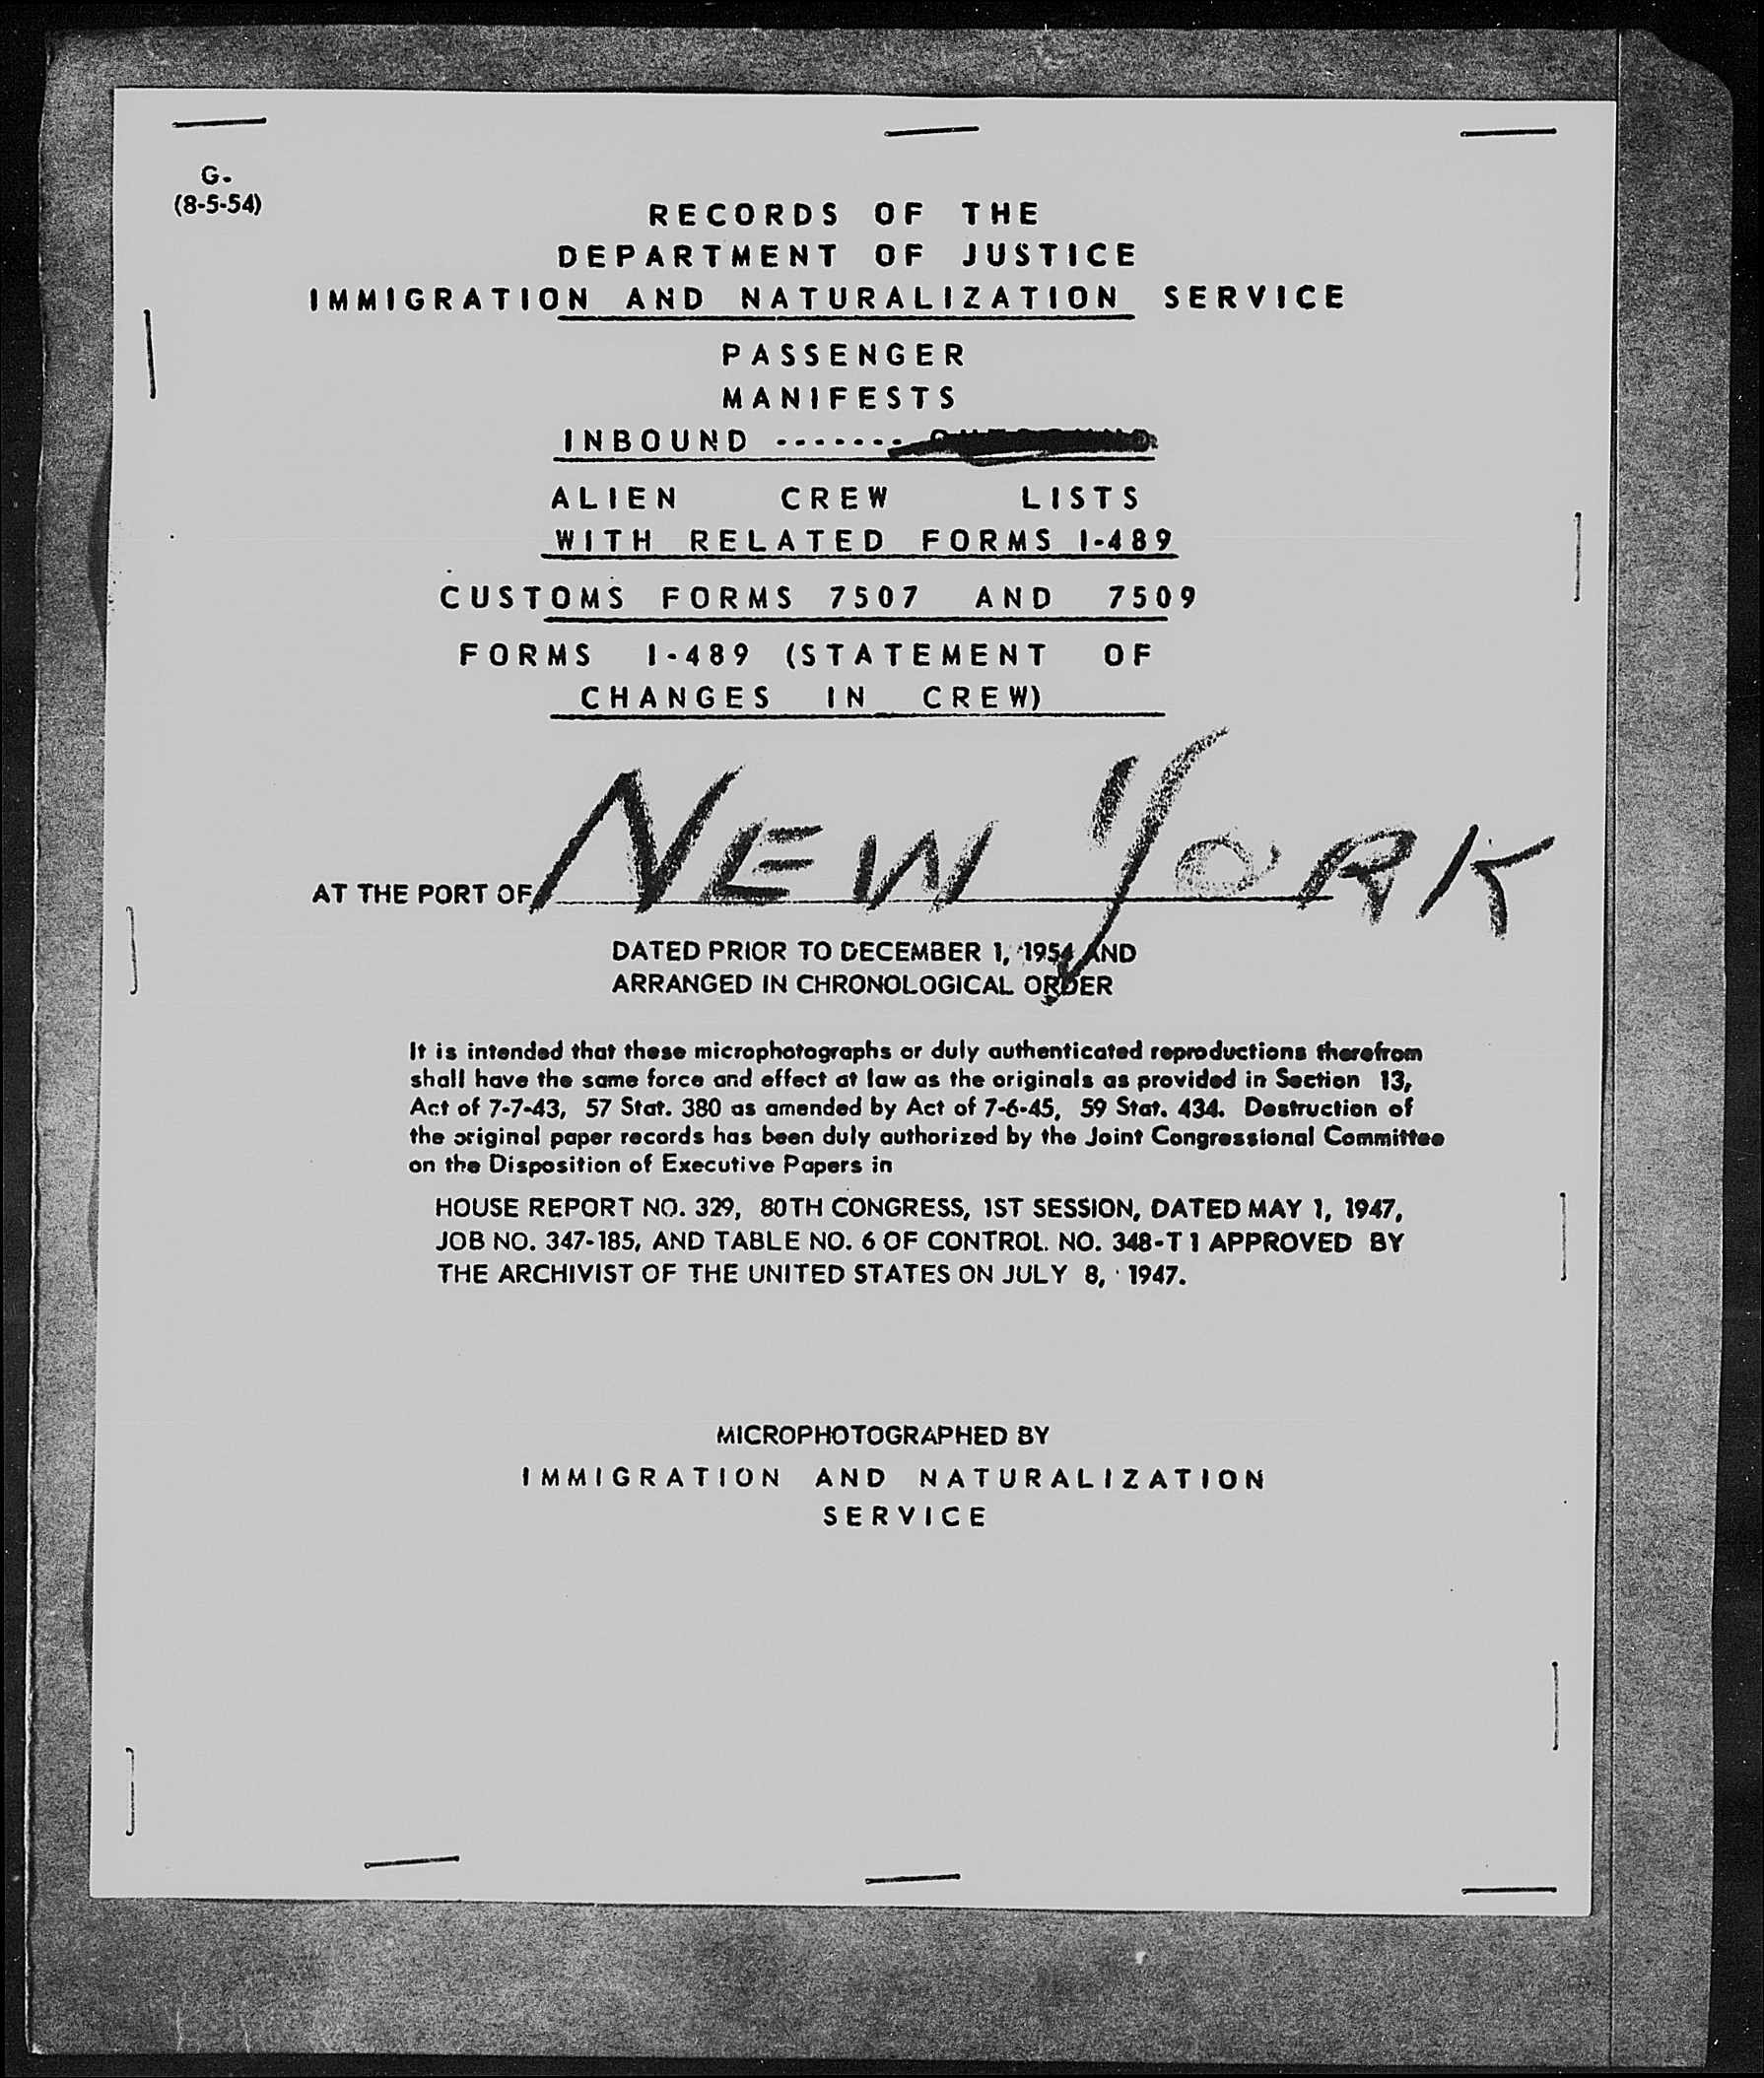 G.
(8-5-54)
RECORDS OF THE
DEPARTMENT OF JUSTICE
IMMIGRATION AND NATURALIZATION SERVICE
PASSENGER
MANIFESTS
INBOUND -------
ALIEN CREW LISTS
WITH RELATED FORMS I-489
CUSTOMS FORMS 7507 AND 7509
FORMS I-489 (STATEMENT OF
CHANGES IN CREW)
AT THE PORT OF NEW YORK
DATED PRIOR TO DECEMBER 1, 1954 AND
ARRANGED IN CHRONOLOGICAL ORDER
It is intended that these microphotographs or duly authenticated reproductions therefrom
shall have the same force and effect at law as the originals as provided in Section 13,
Act of 7-7-43, 57 Stat. 380 as amended by Act of 7-6-45, 59 Stat. 434. Destruction of
the original paper records has been duly authorized by the Joint Congressional Committee
on the Disposition of Executive Papers in
HOUSE REPORT NO. 329, 80TH CONGRESS, 1ST SESSION, DATED MAY 1, 1947,
JOB NO. 347-185, AND TABLE NO. 6 OF CONTROL NO. 348-T1 APPROVED BY
THE ARCHIVIST OF THE UNITED STATES ON JULY 8, 1947.
MICROPHOTOGRAPHED BY
IMMIGRATION AND NATURALIZATION
SERVICE